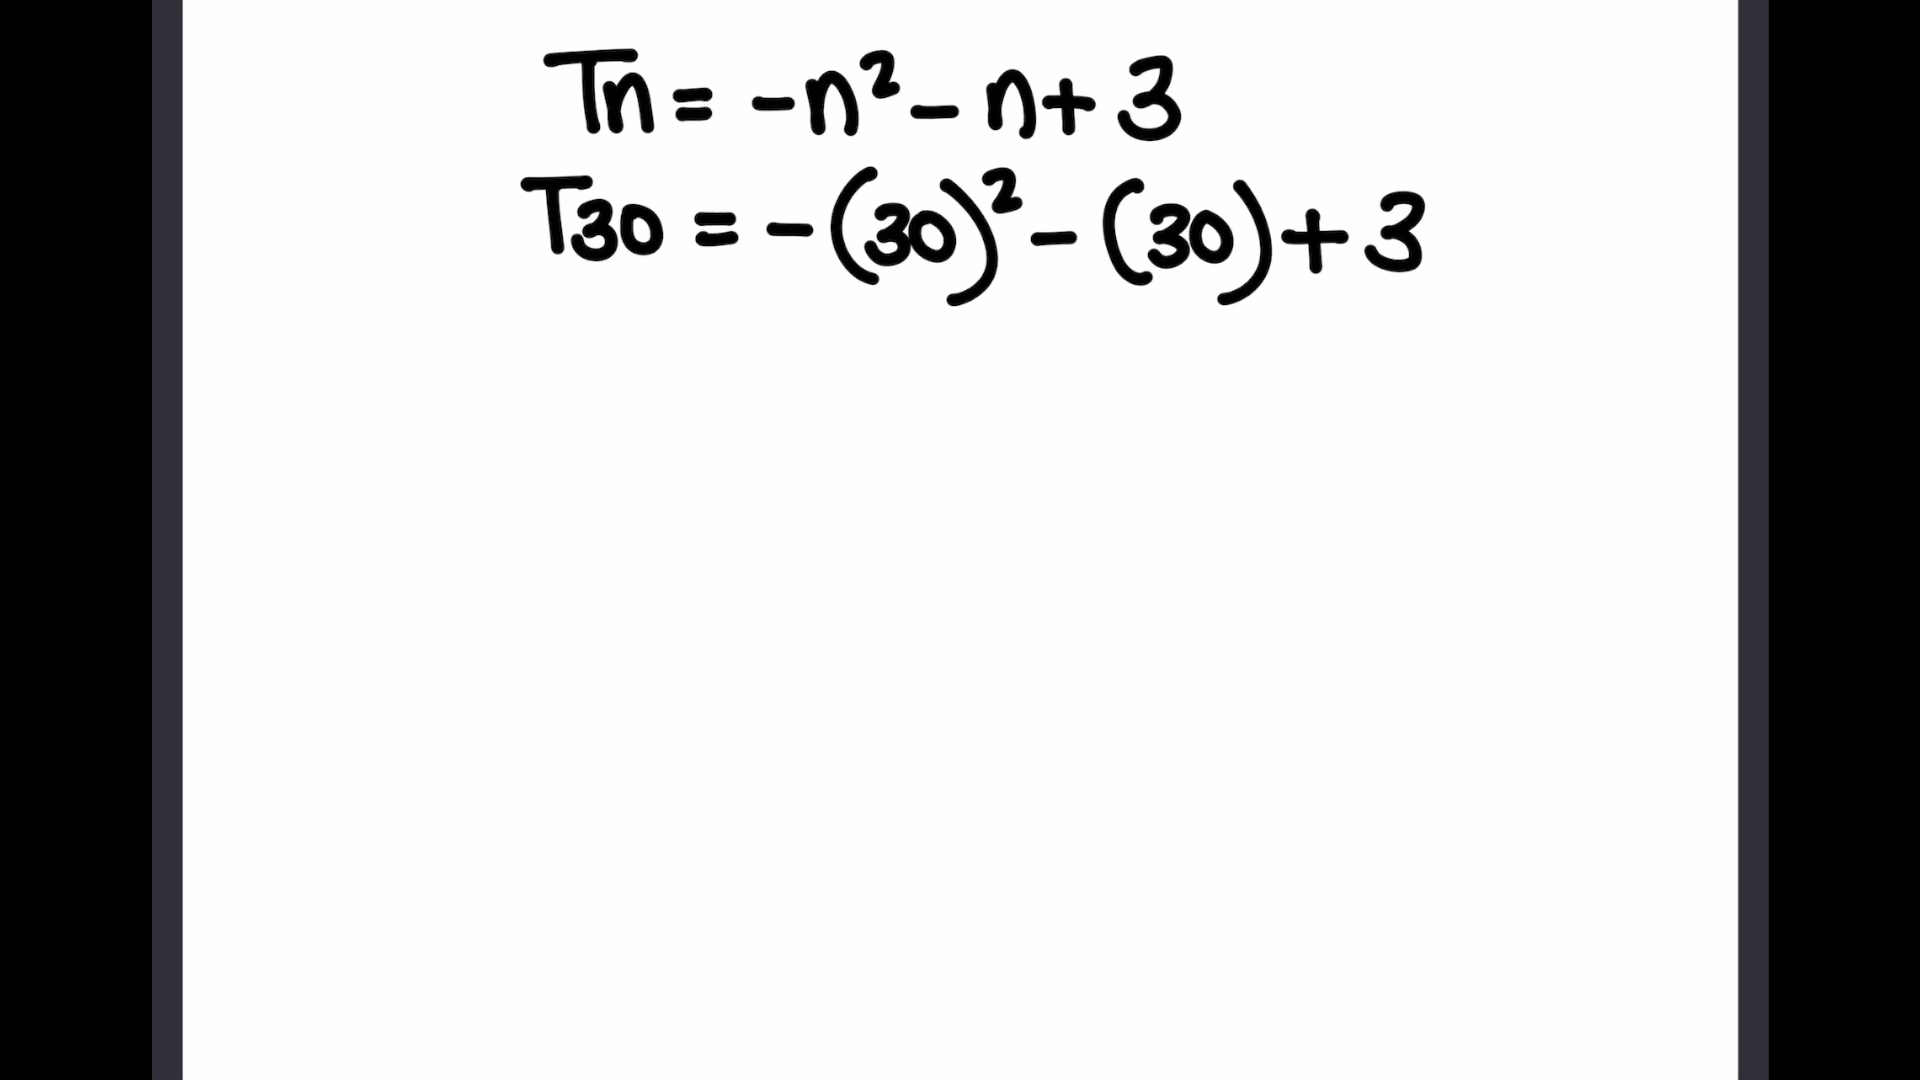 Tn = -n² - n + 3
T30 = -(30)² - (30) + 3